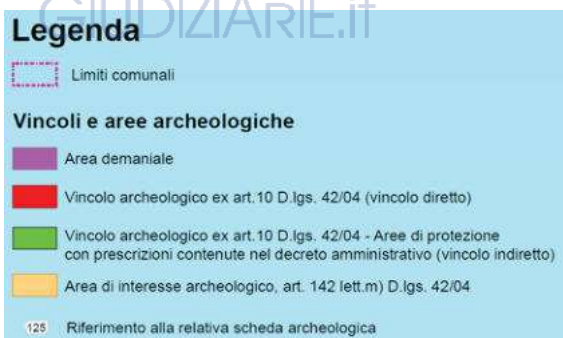 GIUDIZIARIE.it
Legenda
Limiti comunali
Vincoli e aree archeologiche
Area demaniale
Vincolo archeologico ex art.10 D.lgs. 42/04 (vincolo diretto)
Vincolo archeologico ex art.10 D.lgs. 42/04 - Aree di protezione
con prescrizioni contenute nel decreto amministrativo (vincolo indiretto)
Area di interesse archeologico, art. 142 lett.m) D.lgs. 42/04
125 Riferimento alla relativa scheda archeologica